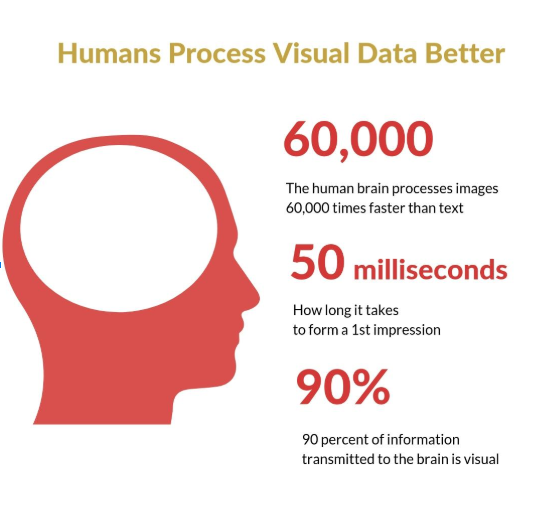 Humans Process Visual Data Better
60,000
The human brain processes images
60,000 times faster than text
50 milliseconds
How long it takes
to form a 1st impression
90%
90 percent of information
transmitted to the brain is visual